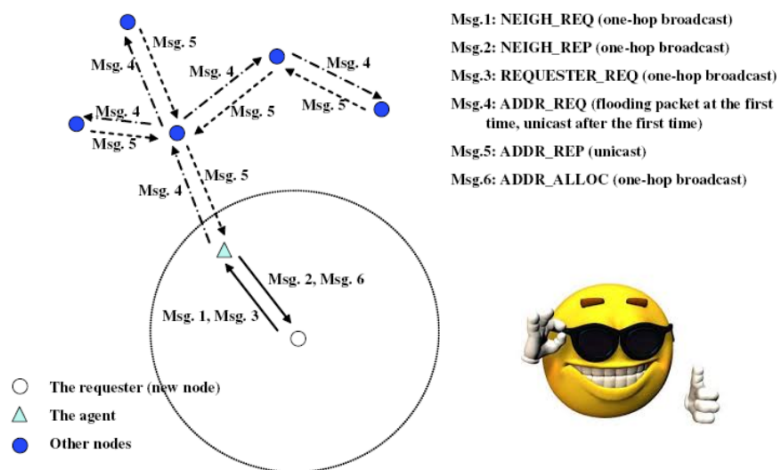 Msg.1: NEIGH_REQ (one-hop broadcast)
Msg.2: NEIGH_REP (one-hop broadcast)
Msg.3: REQUESTER_REQ (one-hop broadcast)
Msg.4: ADDR_REQ (flooding packet at the first
time, unicast after the first time)
Msg.5: ADDR_REP (unicast)
Msg.6: ADDR_ALLOC (one-hop broadcast)
Msg. 5
Msg. 4
Msg. 4
Msg. 4
Msg. 5
Msg. 5
Msg. 4
Msg. 5
Msg. 5
Msg. 4
Msg. 2, Msg. 6
Msg. 1, Msg. 3
The requester (new node)
The agent
Other nodes